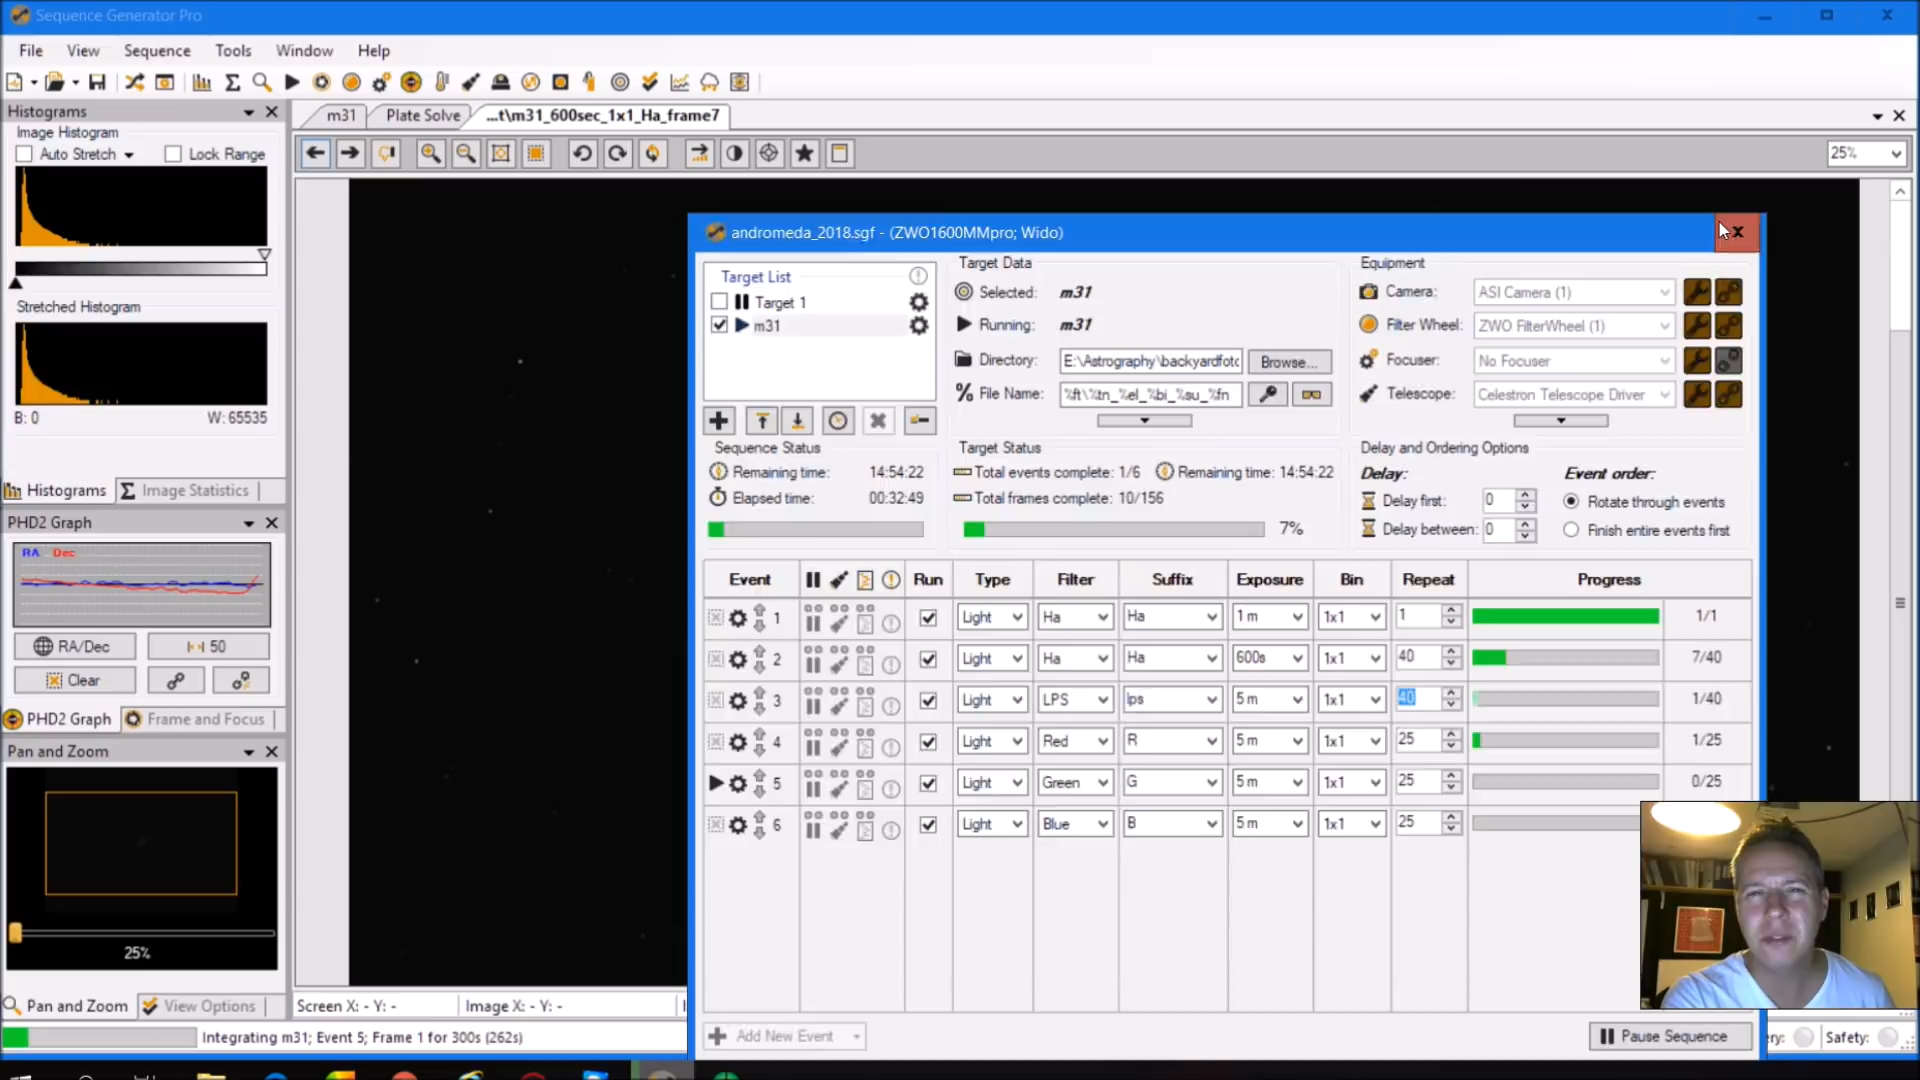 Sequence Generator Pro
File View Sequence Tools Window Help
Histograms
Image Histogram
Auto Stretch Lock Range
Stretched Histogram
B: 0 W: 65535
Histograms Image Statistics
PHD2 Graph
RA Dec
RA/Dec 50
Clear
PHD2 Graph Frame and Focus
Pan and Zoom
25%
Pan and Zoom View Options
Integrating m31; Event 5; Frame 1 for 300s (262s)
m31 Plate Solve ...t\m31_600sec_1x1_Ha_frame7
25%
Screen X: - Y: - Image X: - Y: -
andromeda_2018.sgf - (ZWO1600MMpro; Wido)
Target List
Target 1
m31
Target Data
Selected: m31
Running: m31
Directory: E:\Astrography\backyardfoto Browse...
File Name: %ft\%tn_%el_%bi_%su_%fn
Equipment
Camera: ASI Camera (1)
Filter Wheel: ZWO FilterWheel (1)
Focuser: No Focuser
Telescope: Celestron Telescope Driver
Sequence Status
Remaining time: 14:54:22
Elapsed time: 00:32:49
Target Status
Total events complete: 1/6 Remaining time: 14:54:22
Total frames complete: 10/156
7%
Delay and Ordering Options
Delay: Event order:
Delay first: 0 Rotate through events
Delay between: 0 Finish entire events first
Event Run Type Filter Suffix Exposure Bin Repeat Progress
1 Light Ha Ha 1 m 1x1 1 1/1
2 Light Ha Ha 600s 1x1 40 7/40
3 Light LPS lps 5 m 1x1 40 1/40
4 Light Red R 5 m 1x1 25 1/25
5 Light Green G 5 m 1x1 25 0/25
6 Light Blue B 5 m 1x1 25
Add New Event Pause Sequence
ry: Safety: